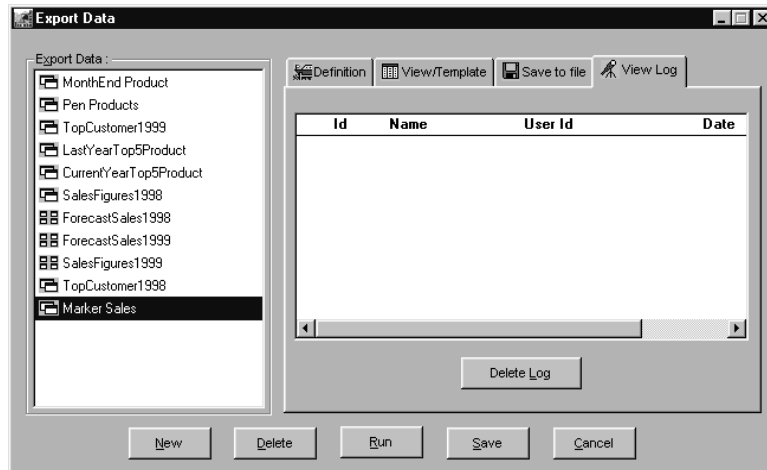 Export Data
Export Data :
MonthEnd Product
Pen Products
TopCustomer1999
LastYearTop5Product
CurrentYearTop5Product
SalesFigures1998
ForecastSales1998
ForecastSales1999
SalesFigures1999
TopCustomer1998
Marker Sales
Definition View/Template Save to file View Log
Id Name User Id Date
Delete Log
New Delete Run Save Cancel